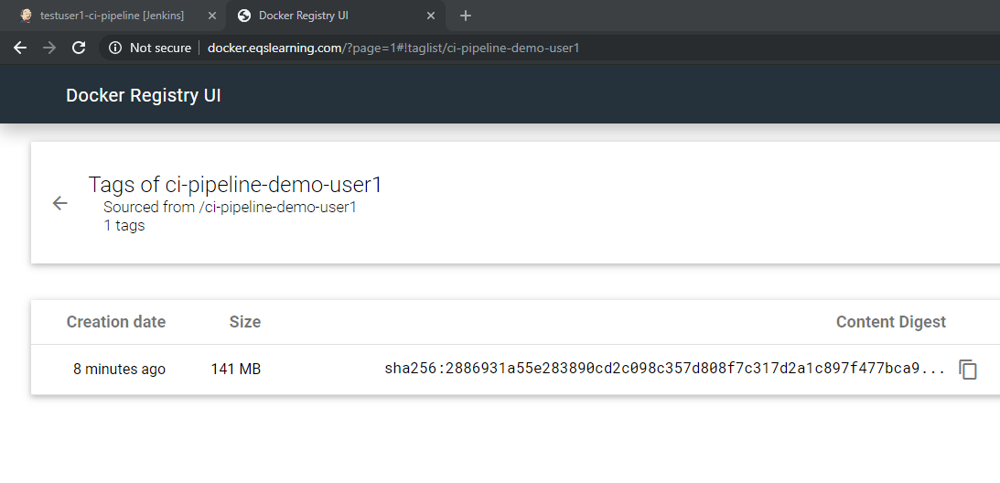 testuser1-ci-pipeline [Jenkins]
Docker Registry UI
Not secure
docker.eqslearning.com/?page=1#!taglist/ci-pipeline-demo-user1
Docker Registry UI
Tags of ci-pipeline-demo-user1
Sourced from /ci-pipeline-demo-user1
1 tags
Creation date Size Content Digest
8 minutes ago 141 MB sha256:2886931a55e283890cd2c098c357d808f7c317d2a1c897f477bca9...